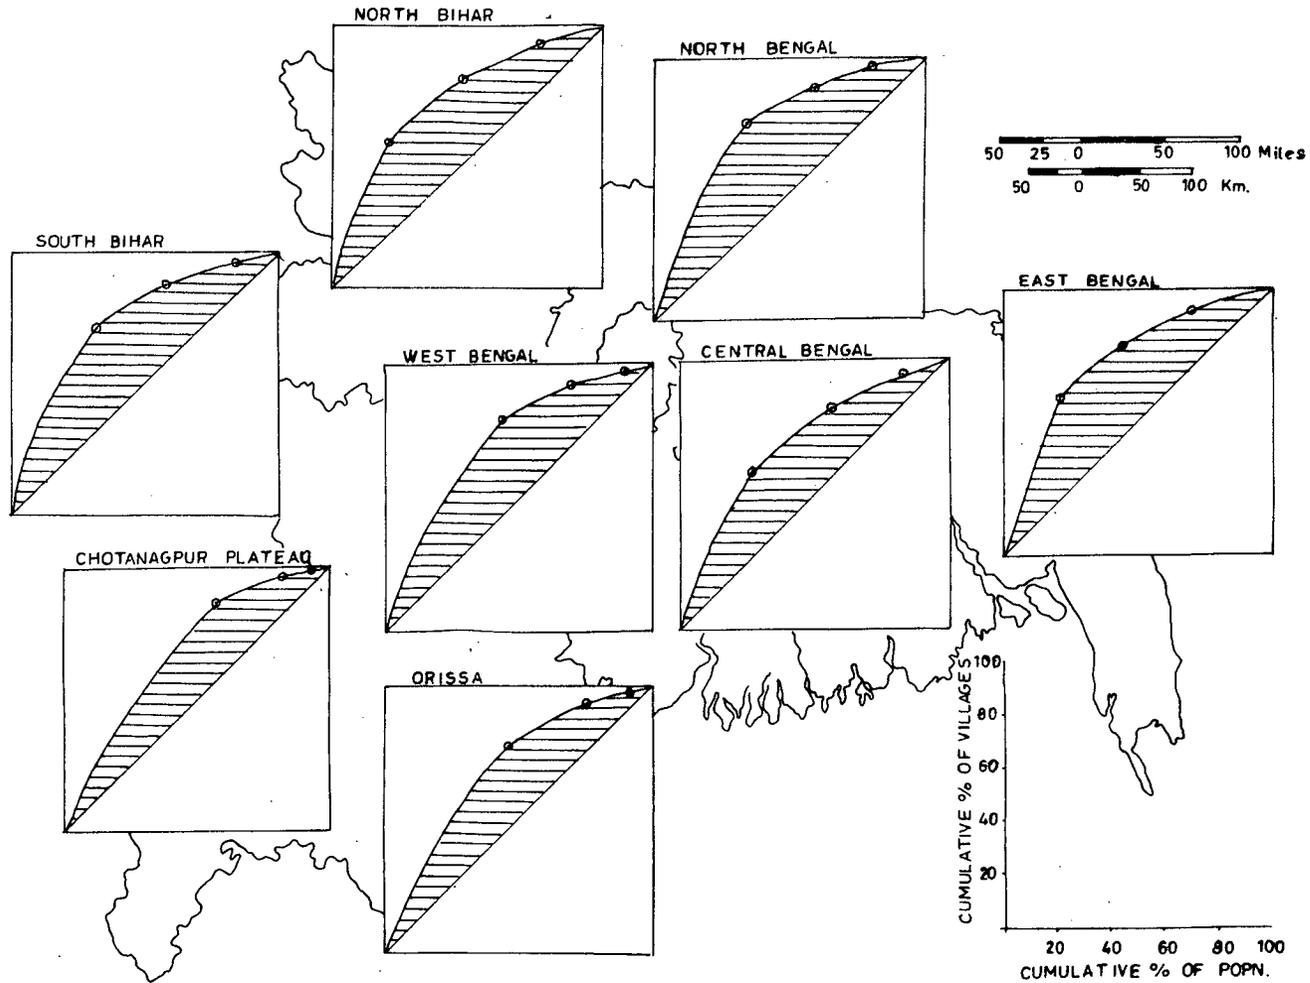 NORTH BIHAR
NORTH BENGAL
50 25 0 50 100 Miles
50 0 50 100 Km.
SOUTH BIHAR
EAST BENGAL
WEST BENGAL
CENTRAL BENGAL
CHOTANAGPUR PLATEAU
ORISSA
CUMULATIVE % OF VILLAGES
100
80
60
40
20
20 40 60 80 100
CUMULATIVE % OF POPN.